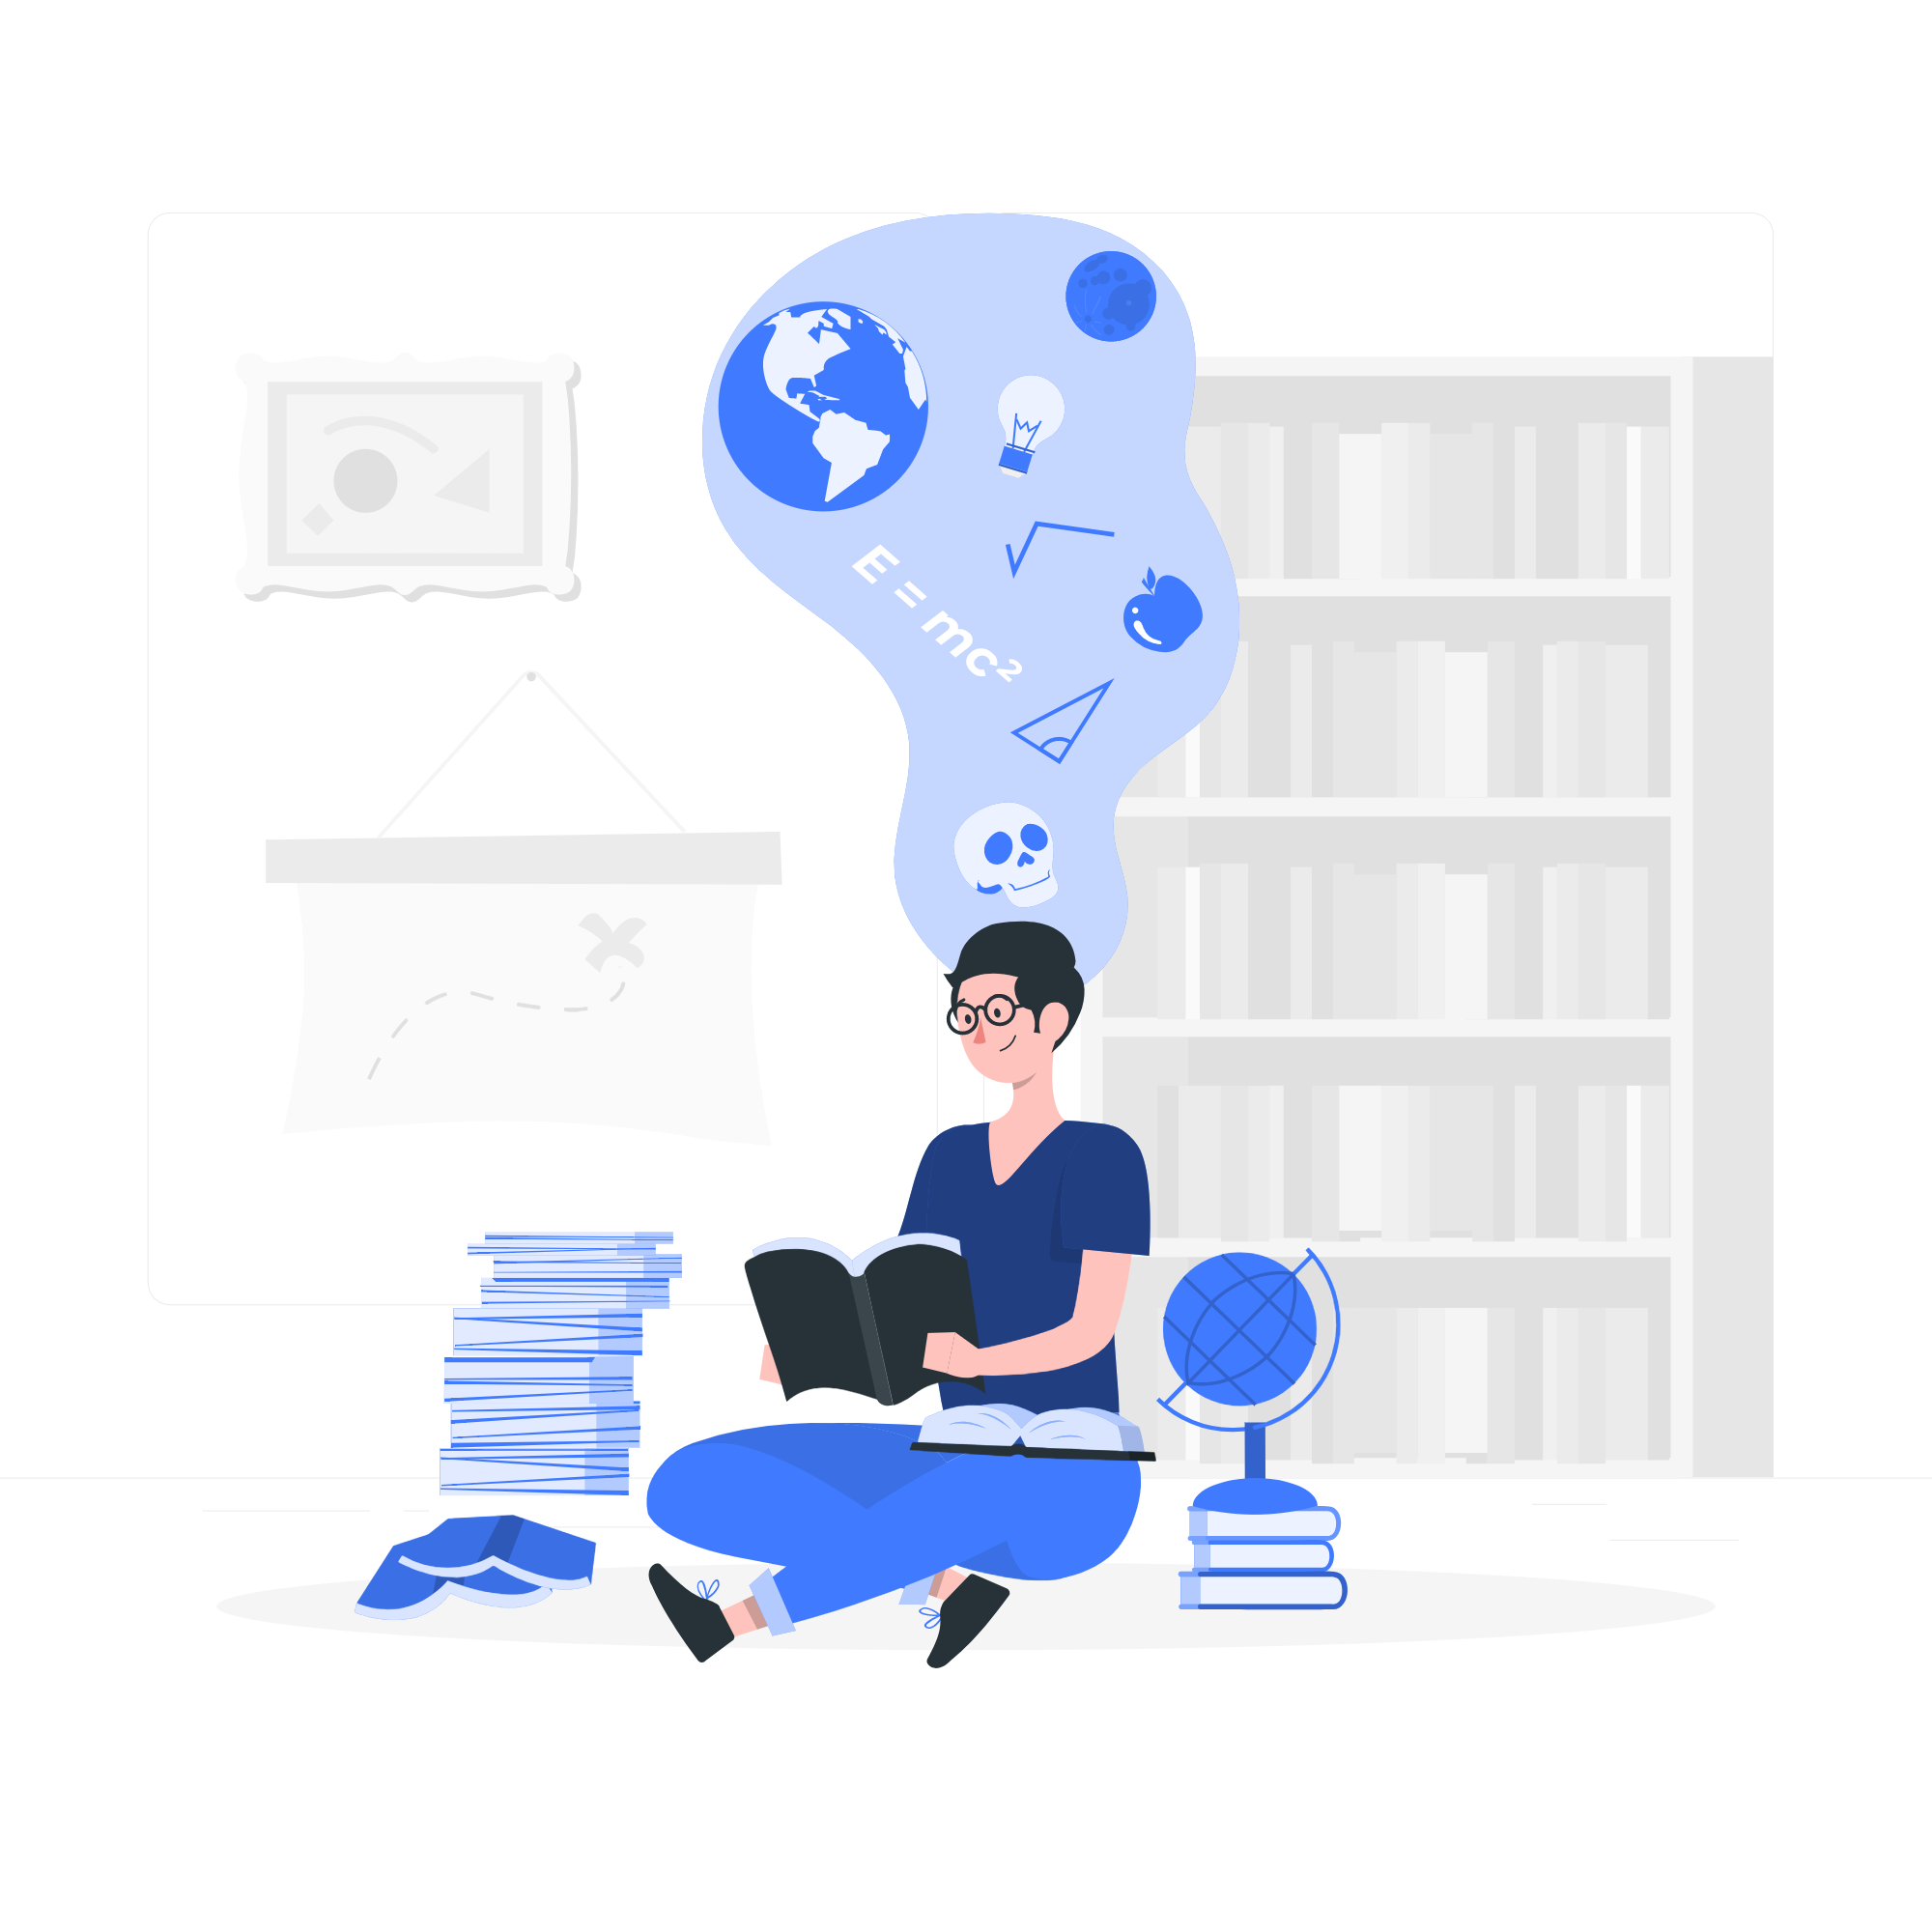 E = mc²